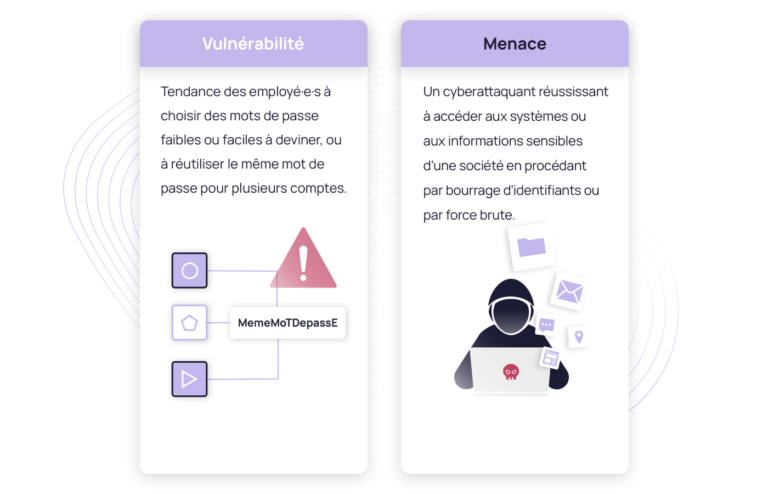 Vulnérabilité
Tendance des employé·e·s à
choisir des mots de passe
faibles ou faciles à deviner, ou
à réutiliser le même mot de
passe pour plusieurs comptes.
MemeMoTDepassE
Menace
Un cyberattaquant réussissant
à accéder aux systèmes ou
aux informations sensibles
d'une société en procédant
par bourrage d'identifiants ou
par force brute.